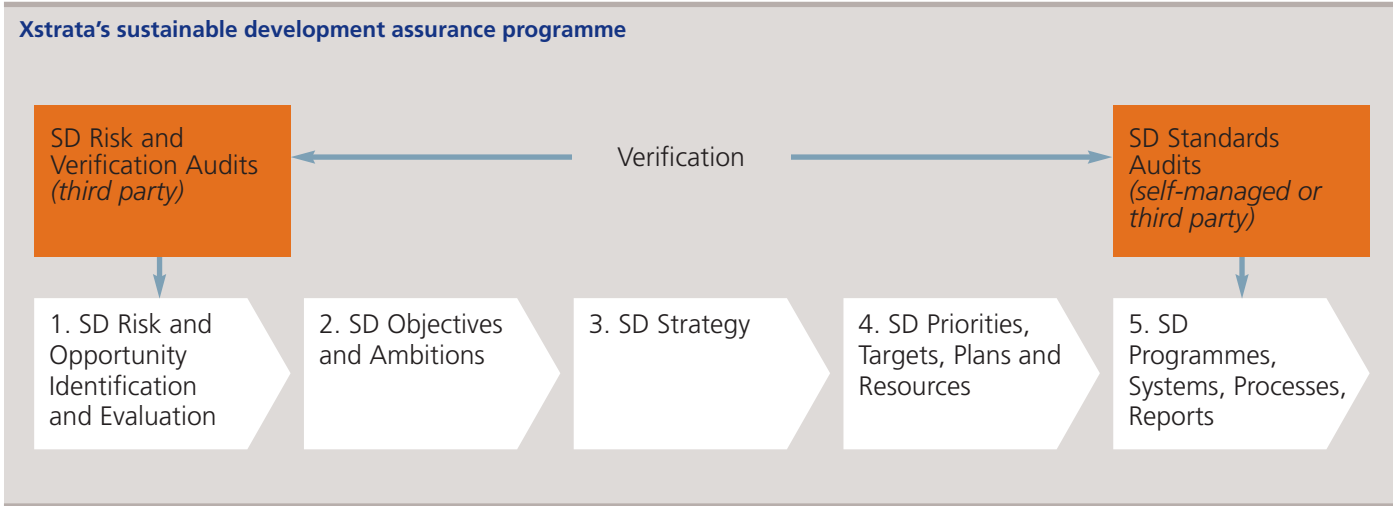 Xstrata's sustainable development assurance programme
SD Risk and
Verification Audits
(third party)
Verification
SD Standards
Audits
(self-managed or
third party)
1. SD Risk and
Opportunity
Identification
and Evaluation
2. SD Objectives
and Ambitions
3. SD Strategy
4. SD Priorities,
Targets, Plans and
Resources
5. SD
Programmes,
Systems, Processes,
Reports